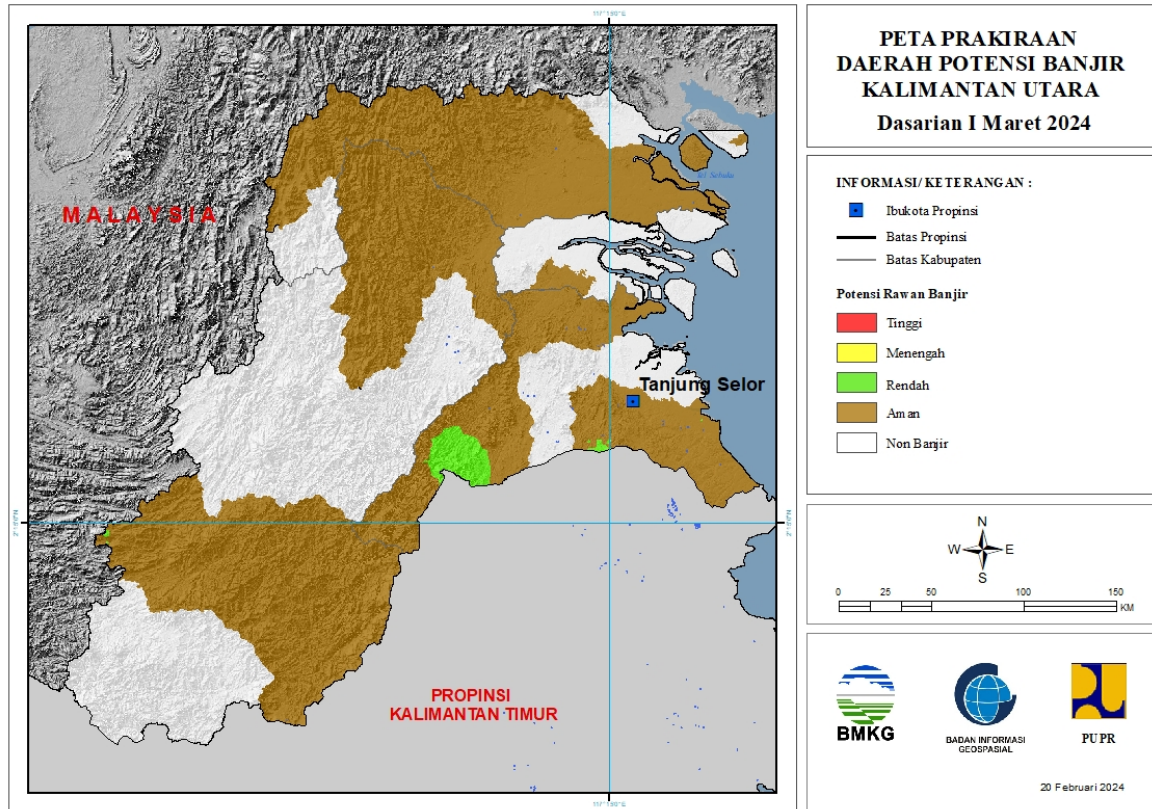 PETA PRAKIRAAN
DAERAH POTENSI BANJIR
KALIMANTAN UTARA
Dasarian I Maret 2024
INFORMASI/ KETERANGAN :
Ibukota Propinsi
Batas Propinsi
Batas Kabupaten
Potensi Rawan Banjir
Tinggi
Menengah
Rendah
Aman
Non Banjir
N
W E
S
0 25 50 100 150
KM
BMKG
BADAN INFORMASI
GEOSPASIAL
PUPR
20 Februari 2024
MALAYSIA
Tanjung Selor
PROPINSI
KALIMANTAN TIMUR